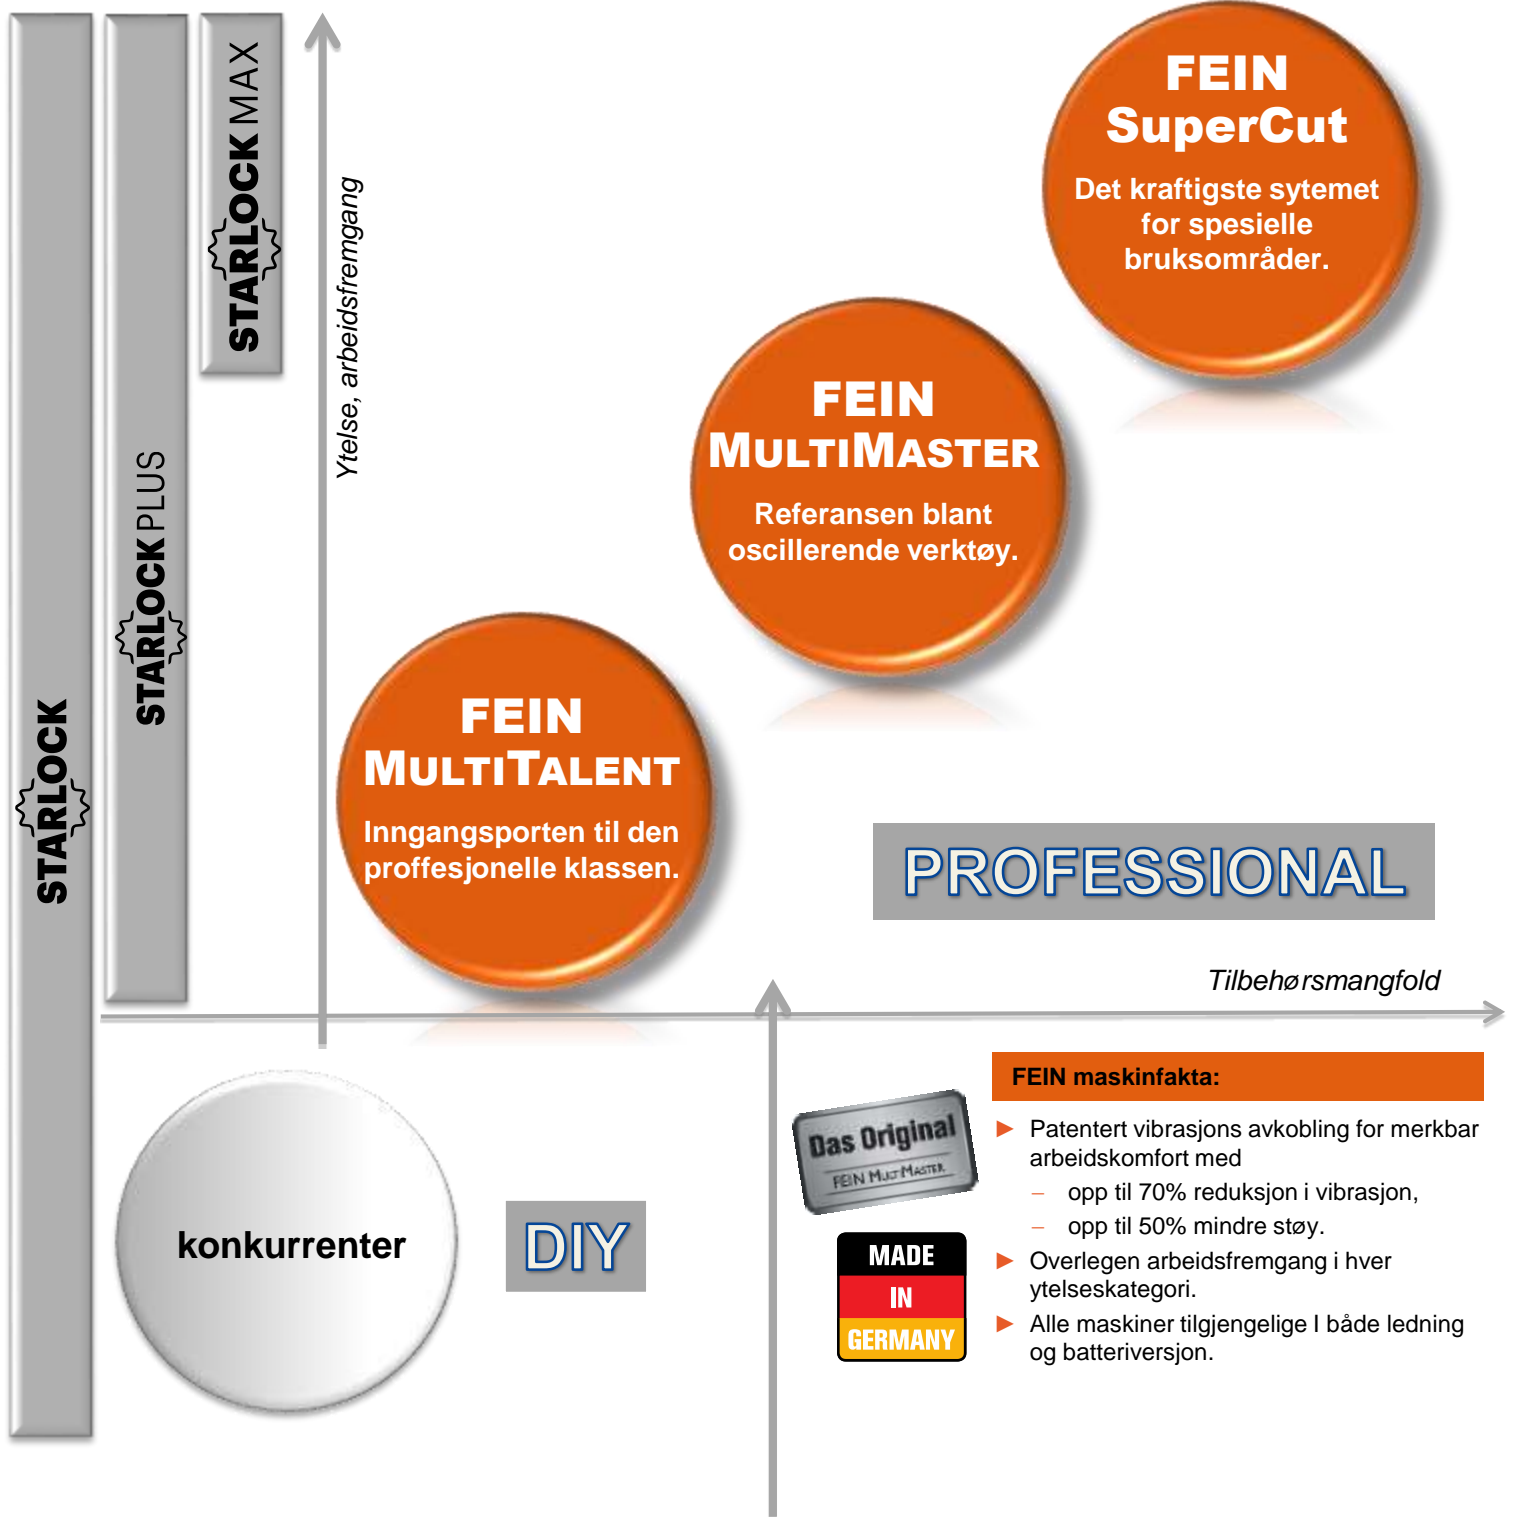 STARLOCK
STARLOCK PLUS
STARLOCK MAX
Ytelse, arbeidsfremgang
FEIN
SuperCut
Det kraftigste sytemet
for spesielle
bruksområder.
FEIN
MULTIMASTER
Referansen blant
oscillerende verktøy.
FEIN
MULTITALENT
Inngangsporten til den
proffesjonelle klassen.
PROFESSIONAL
Tilbehørsmangfold
konkurrenter
DIY
Das Original
FEIN MULTIMASTER
MADE
IN
GERMANY
FEIN maskinfakta:
► Patentert vibrasjons avkobling for merkbar
arbeidskomfort med
– opp til 70% reduksjon i vibrasjon,
– opp til 50% mindre støy.
► Overlegen arbeidsfremgang i hver
ytelseskategori.
► Alle maskiner tilgjengelige I både ledning
og batteriversjon.